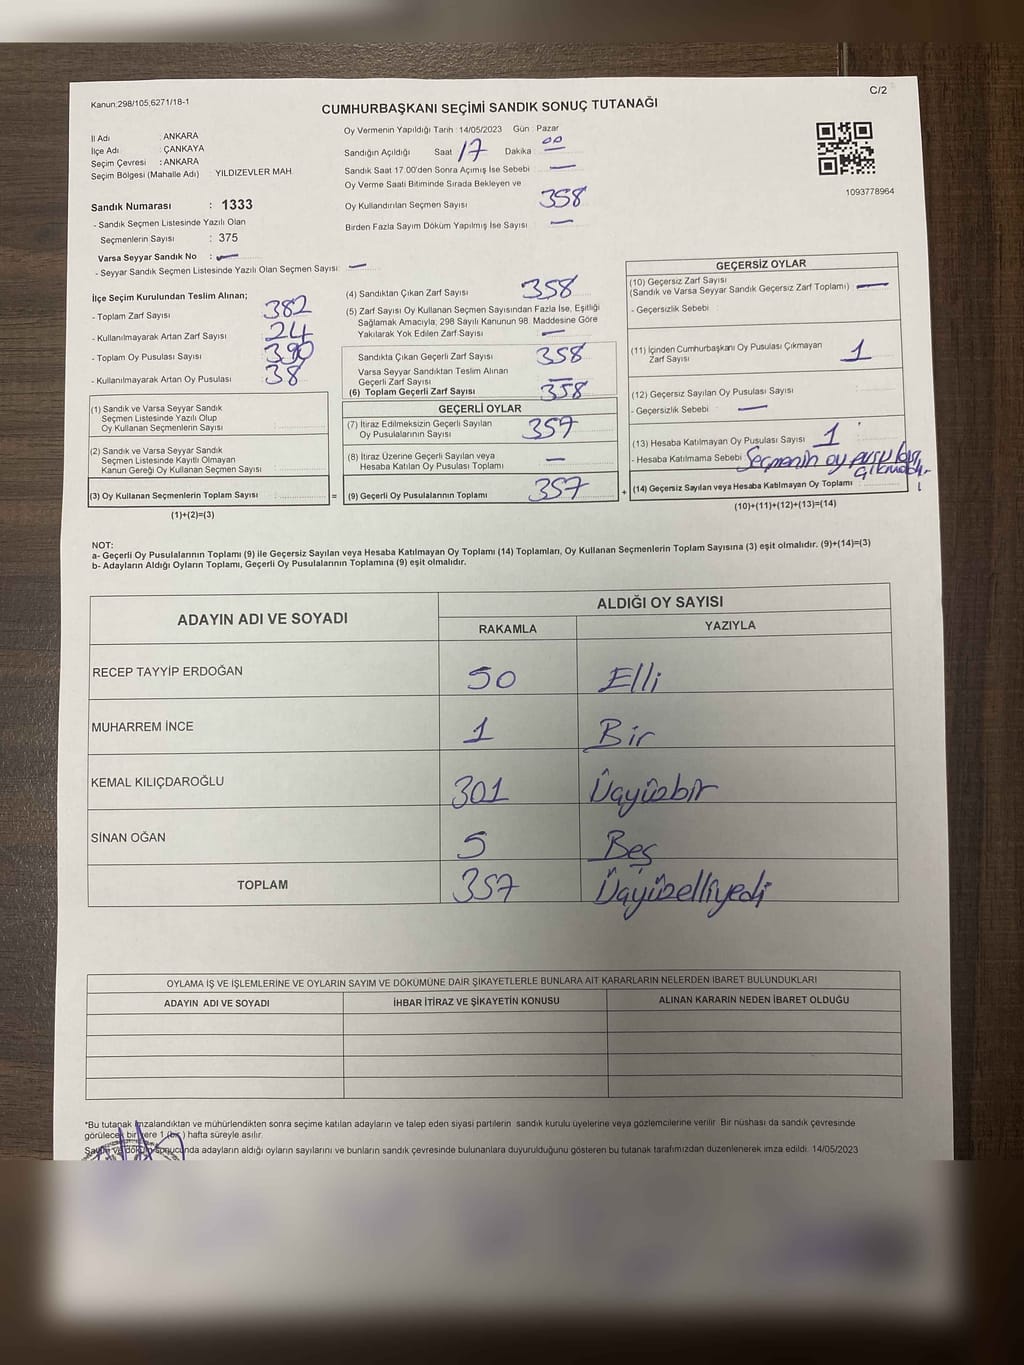 Kanun:298/105,6271/18-1
C/2
CUMHURBAŞKANI SEÇİMİ SANDIK SONUÇ TUTANAĞI
İl Adı : ANKARA
İlçe Adı : ÇANKAYA
Seçim Çevresi : ANKARA
Seçim Bölgesi (Mahalle Adı) : YILDIZEVLER MAH.
Sandık Numarası : 1333
- Sandık Seçmen Listesinde Yazılı Olan
Seçmenlerin Sayısı : 375
Varsa Seyyar Sandık No : —
- Seyyar Sandık Seçmen Listesinde Yazılı Olan Seçmen Sayısı: —
Oy Vermenin Yapıldığı Tarih : 14/05/2023 Gün : Pazar
Sandığın Açıldığı Saat 17 Dakika 00
Sandık Saat 17:00'den Sonra Açımış İse Sebebi —
Oy Verme Saati Bitiminde Sırada Bekleyen ve
Oy Kullandırılan Seçmen Sayısı 358
Birden Fazla Sayım Döküm Yapılmış İse Sayısı —
1093778964
İlçe Seçim Kurulundan Teslim Alınan;
- Toplam Zarf Sayısı 382
- Kullanılmayarak Artan Zarf Sayısı 24
- Toplam Oy Pusulası Sayısı 390
- Kullanılmayarak Artan Oy Pusulası 38
(1) Sandık ve Varsa Seyyar Sandık
Seçmen Listesinde Yazılı Olup
Oy Kullanan Seçmenlerin Sayısı
(2) Sandık ve Varsa Seyyar Sandık
Seçmen Listesinde Kayıtlı Olmayan
Kanun Gereği Oy Kullanan Seçmen Sayısı
(3) Oy Kullanan Seçmenlerin Toplam Sayısı =
(1)+(2)=(3)
(4) Sandıktan Çıkan Zarf Sayısı 358
(5) Zarf Sayısı Oy Kullanan Seçmen Sayısından Fazla İse, Eşitliği
Sağlamak Amacıyla, 298 Sayılı Kanunun 98. Maddesine Göre
Yakılarak Yok Edilen Zarf Sayısı —
Sandıkta Çıkan Geçerli Zarf Sayısı 358
Varsa Seyyar Sandıktan Teslim Alınan
Geçerli Zarf Sayısı —
(6) Toplam Geçerli Zarf Sayısı 358
GEÇERLİ OYLAR
(7) İtiraz Edilmeksizin Geçerli Sayılan
Oy Pusulalarının Sayısı 357
(8) İtiraz Üzerine Geçerli Sayılan veya
Hesaba Katılan Oy Pusulası Toplamı —
(9) Geçerli Oy Pusulalarının Toplamı 357 +
GEÇERSİZ OYLAR
(10) Geçersiz Zarf Sayısı
(Sandık ve Varsa Seyyar Sandık Geçersiz Zarf Toplamı) —
- Geçersizlik Sebebi :
(11) İçinden Cumhurbaşkanı Oy Pusulası Çıkmayan
Zarf Sayısı 1
(12) Geçersiz Sayılan Oy Pusulası Sayısı
- Geçersizlik Sebebi : —
(13) Hesaba Katılmayan Oy Pusulası Sayısı 1
- Hesaba Katılmama Sebebi : Seçmenin oy pusulası
çıkmadı.
(14) Geçersiz Sayılan veya Hesaba Katılmayan Oy Toplamı
(10)+(11)+(12)+(13)=(14)
NOT:
a- Geçerli Oy Pusulalarının Toplamı (9) ile Geçersiz Sayılan veya Hesaba Katılmayan Oy Toplamı (14) Toplamları, Oy Kullanan Seçmenlerin Toplam Sayısına (3) eşit olmalıdır. (9)+(14)=(3)
b- Adayların Aldığı Oyların Toplamı, Geçerli Oy Pusulalarının Toplamına (9) eşit olmalıdır.
ADAYIN ADI VE SOYADI
ALDIĞI OY SAYISI
RAKAMLA YAZIYLA
RECEP TAYYİP ERDOĞAN 50 Elli
MUHARREM İNCE 1 Bir
KEMAL KILIÇDAROĞLU 301 Üçyüzbir
SİNAN OĞAN 5 Beş
TOPLAM 357 Üçyüzelliyedi
OYLAMA İŞ VE İŞLEMLERİNE VE OYLARIN SAYIM VE DÖKÜMÜNE DAİR ŞİKAYETLERLE BUNLARA AİT KARARLARIN NELERDEN İBARET BULUNDUKLARI
ADAYIN ADI VE SOYADI İHBAR İTİRAZ VE ŞİKAYETİN KONUSU ALINAN KARARIN NEDEN İBARET OLDUĞU
*Bu tutanak imzalandıktan ve mühürlendikten sonra seçime katılan adayların ve talep eden siyasi partilerin sandık kurulu üyelerine veya gözlemcilerine verilir. Bir nüshası da sandık çevresinde
görülecek bir yere 1 (bir) hafta süreyle asılır.
Sayım ve döküm sonucunda adayların aldığı oyların sayılarını ve bunların sandık çevresinde bulunanlara duyurulduğunu gösteren bu tutanak tarafımızdan düzenlenerek imza edildi. 14/05/2023